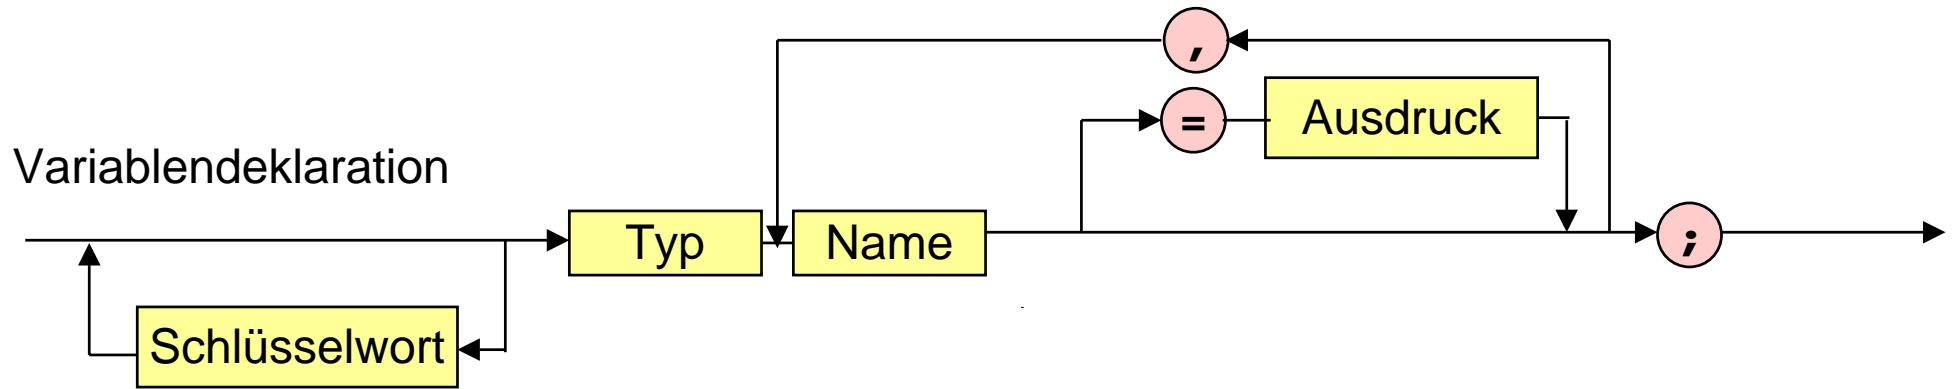 ,
= Ausdruck
Variablendeklaration
Typ Name ;
Schlüsselwort